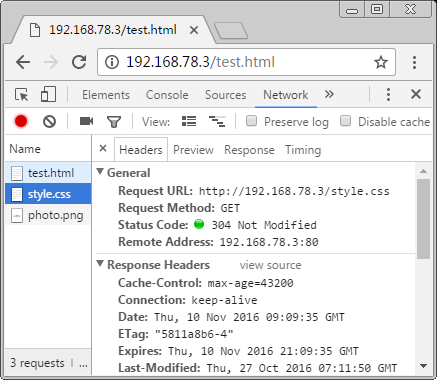 192.168.78.3/test.html
192.168.78.3/test.html
Elements Console Sources Network »
View: Preserve log Disable cache
Name
test.html
style.css
photo.png
3 requests ...
× Headers Preview Response Timing
General
Request URL: http://192.168.78.3/style.css
Request Method: GET
Status Code: 304 Not Modified
Remote Address: 192.168.78.3:80
Response Headers view source
Cache-Control: max-age=43200
Connection: keep-alive
Date: Thu, 10 Nov 2016 09:09:35 GMT
ETag: "5811a8b6-4"
Expires: Thu, 10 Nov 2016 21:09:35 GMT
Last-Modified: Thu, 27 Oct 2016 07:11:50 GMT